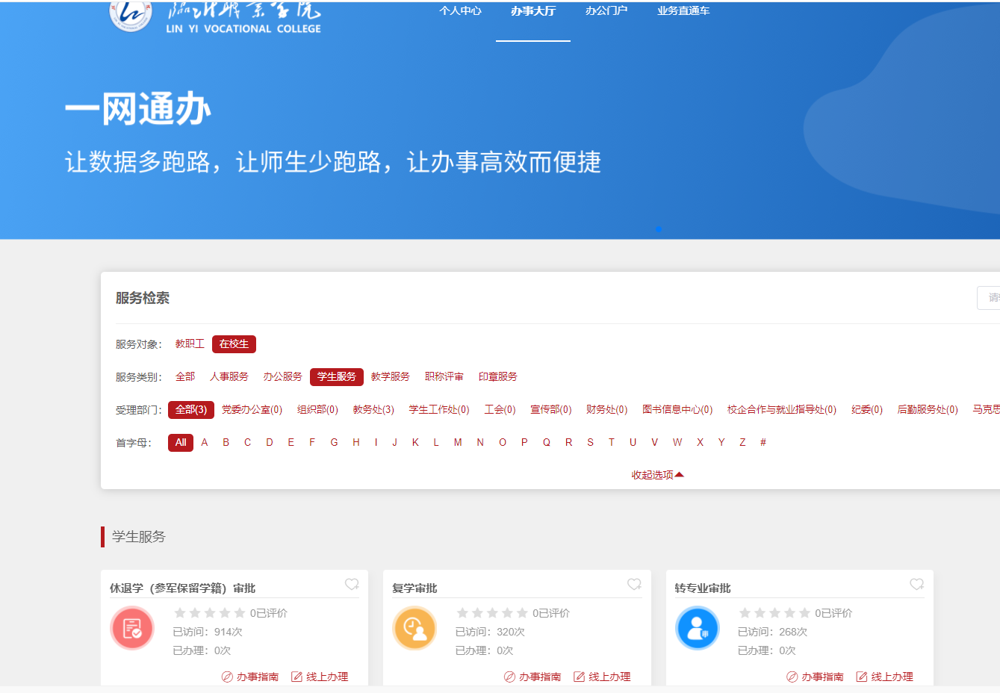 临沂职业学院
LIN YI VOCATIONAL COLLEGE
个人中心 办事大厅 办公门户 业务直通车
一网通办
让数据多跑路，让师生少跑路，让办事高效而便捷
服务检索
服务对象： 教职工 在校生
服务类别： 全部 人事服务 办公服务 学生服务 教学服务 职称评审 印章服务
受理部门： 全部(3) 党委办公室(0) 组织部(0) 教务处(3) 学生工作处(0) 工会(0) 宣传部(0) 财务处(0) 图书信息中心(0) 校企合作与就业指导处(0) 纪委(0) 后勤服务处(0) 马克思
首字母： All A B C D E F G H I J K L M N O P Q R S T U V W X Y Z #
收起选项
学生服务
休退学（参军保留学籍）审批
0已评价
已访问：914次
已办理：0次
办事指南 线上办理
复学审批
0已评价
已访问：320次
已办理：0次
办事指南 线上办理
转专业审批
0已评价
已访问：268次
已办理：0次
办事指南 线上办理